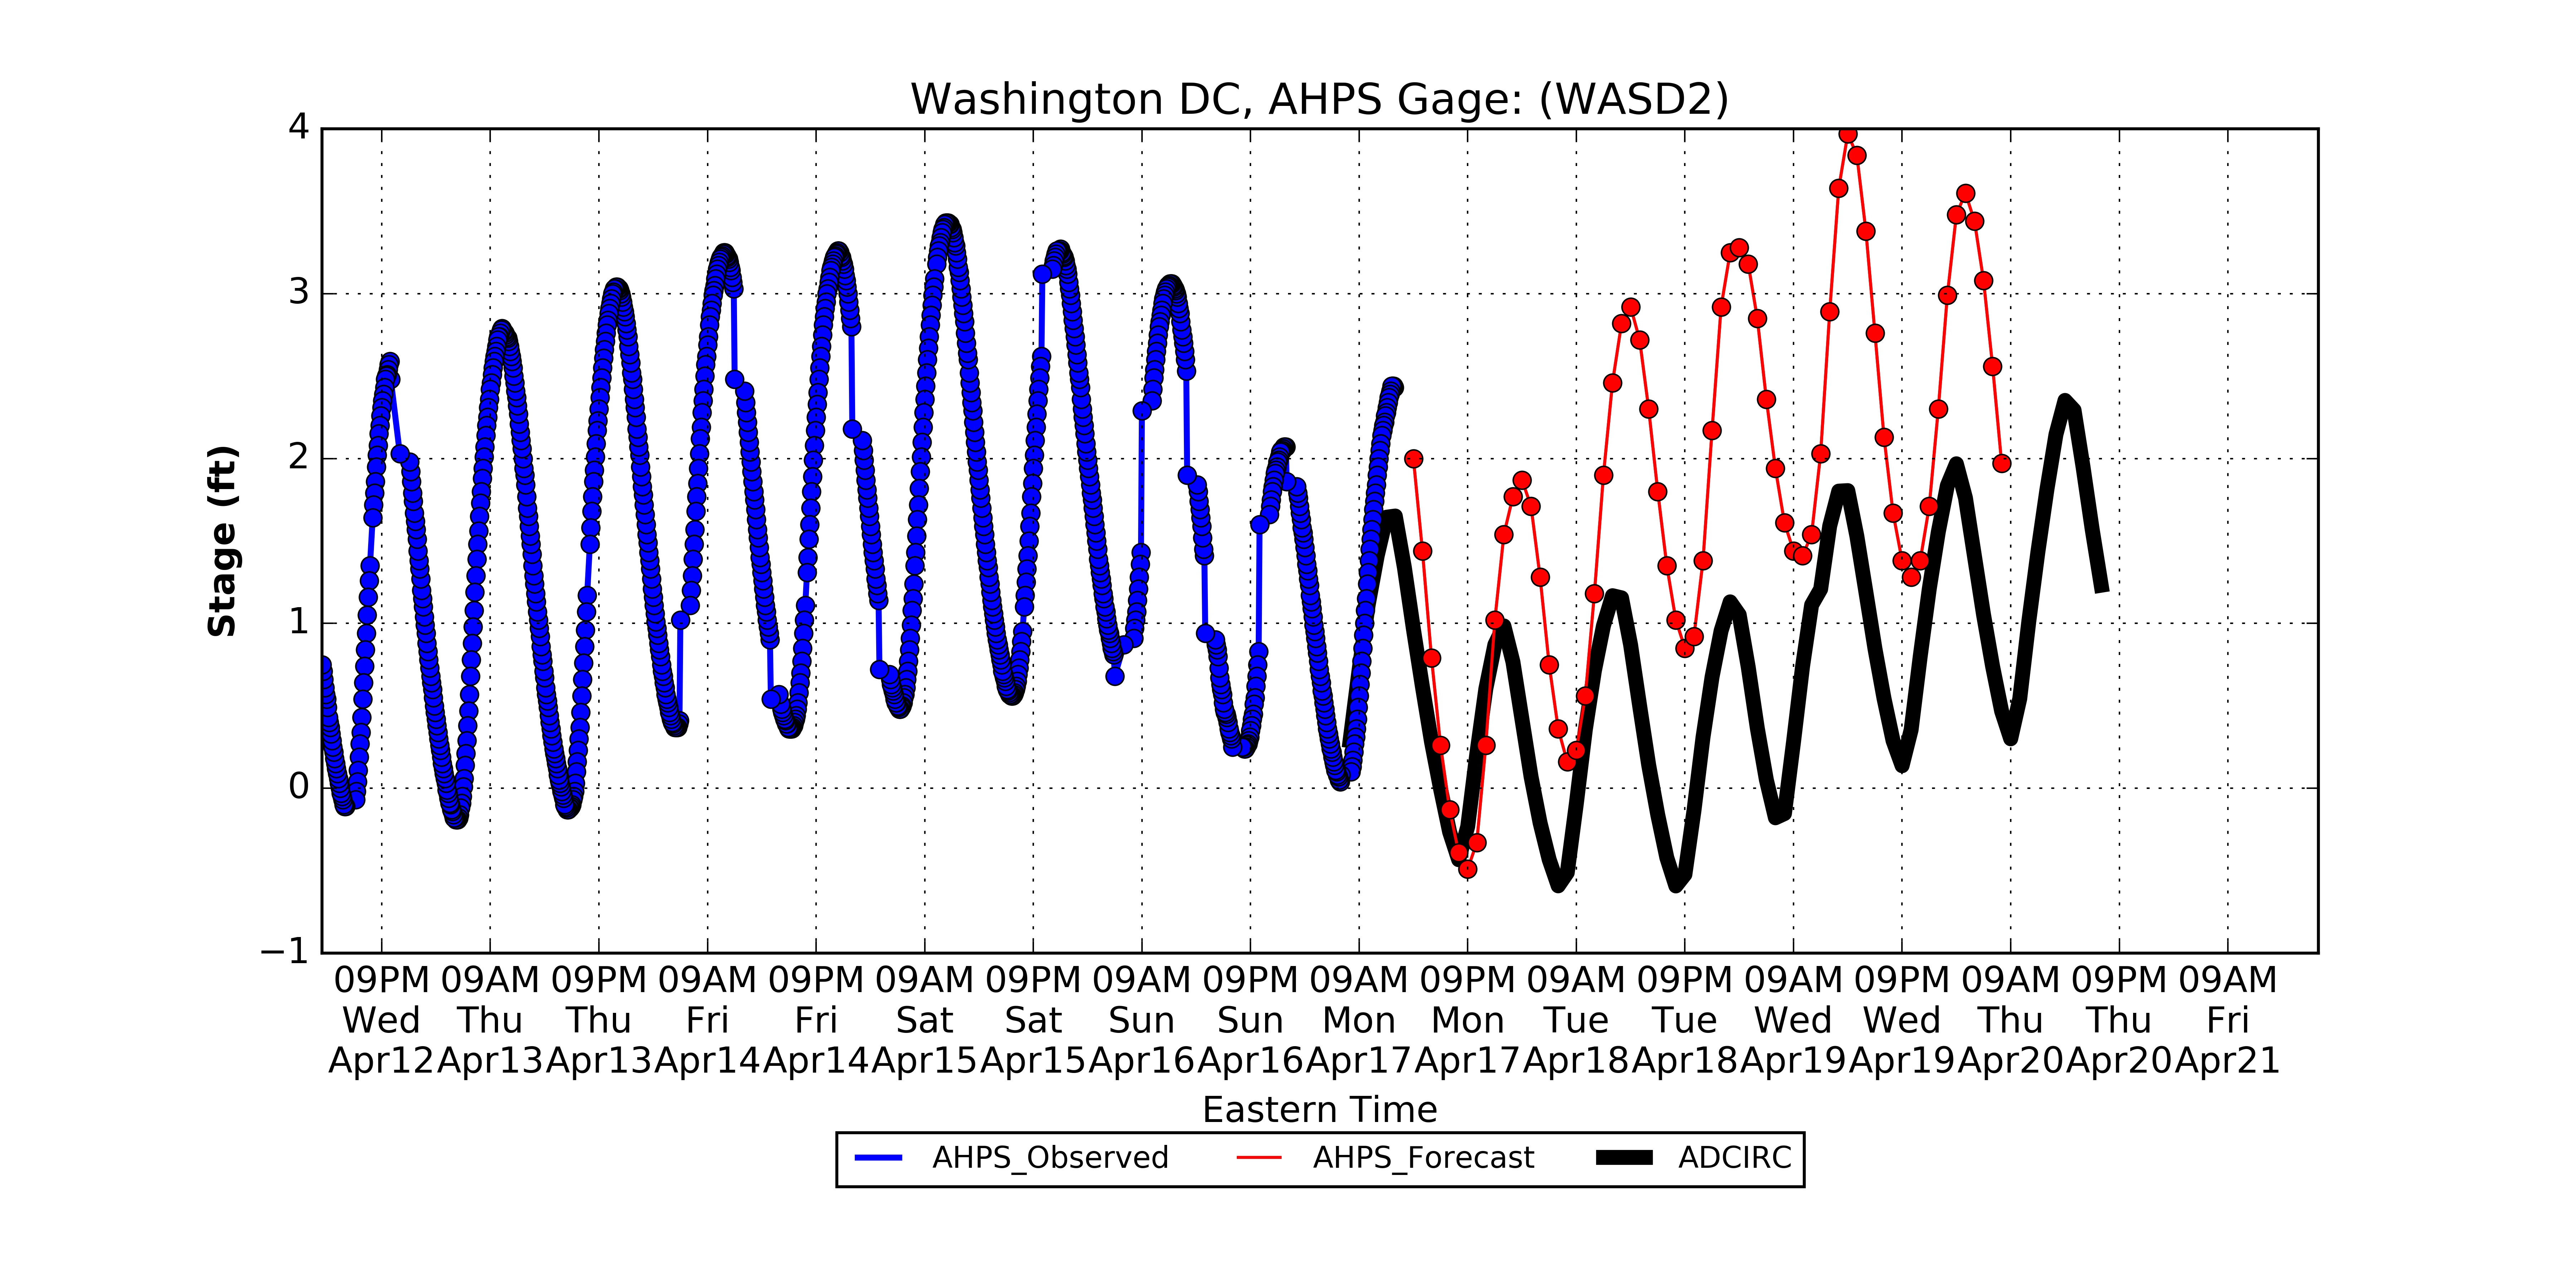 Washington DC, AHPS Gage: (WASD2)
4
3
2
1
0
−1
Stage (ft)
09PM 09AM 09PM 09AM 09PM 09AM 09PM 09AM 09PM 09AM 09PM 09AM 09PM 09AM 09PM 09AM 09PM 09AM
Wed Thu Thu Fri Fri Sat Sat Sun Sun Mon Mon Tue Tue Wed Wed Thu Thu Fri
Apr12 Apr13 Apr13 Apr14 Apr14 Apr15 Apr15 Apr16 Apr16 Apr17 Apr17 Apr18 Apr18 Apr19 Apr19 Apr20 Apr20 Apr21
Eastern Time
AHPS_Observed AHPS_Forecast ADCIRC